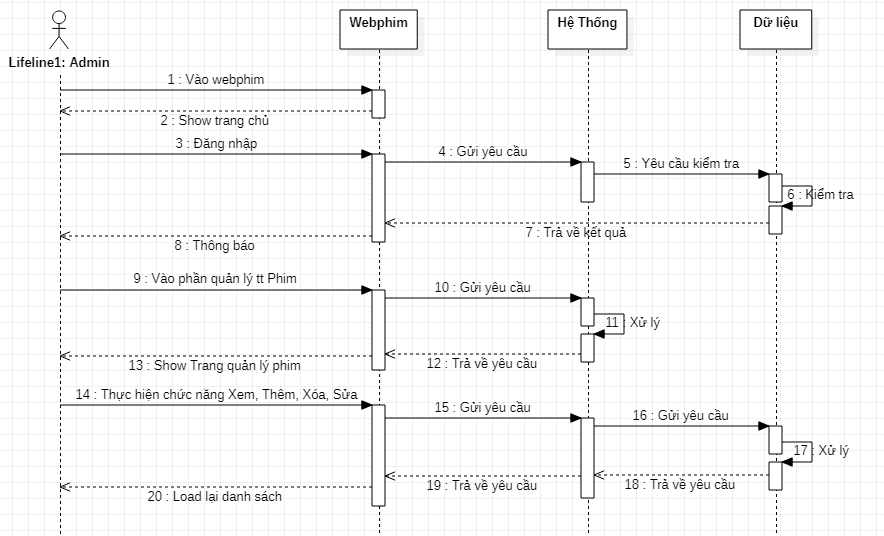 Webphim
Hệ Thống
Dữ liệu
Lifeline1: Admin
1 : Vào webphim
2 : Show trang chủ
3 : Đăng nhập
4 : Gửi yêu cầu
5 : Yêu cầu kiểm tra
6 : Kiểm tra
7 : Trả về kết quả
8 : Thông báo
9 : Vào phần quản lý tt Phim
10 : Gửi yêu cầu
11 : Xử lý
12 : Trả về yêu cầu
13 : Show Trang quản lý phim
14 : Thực hiện chức năng Xem, Thêm, Xóa, Sửa
15 : Gửi yêu cầu
16 : Gửi yêu cầu
17 : Xử lý
18 : Trả về yêu cầu
19 : Trả về yêu cầu
20 : Load lại danh sách